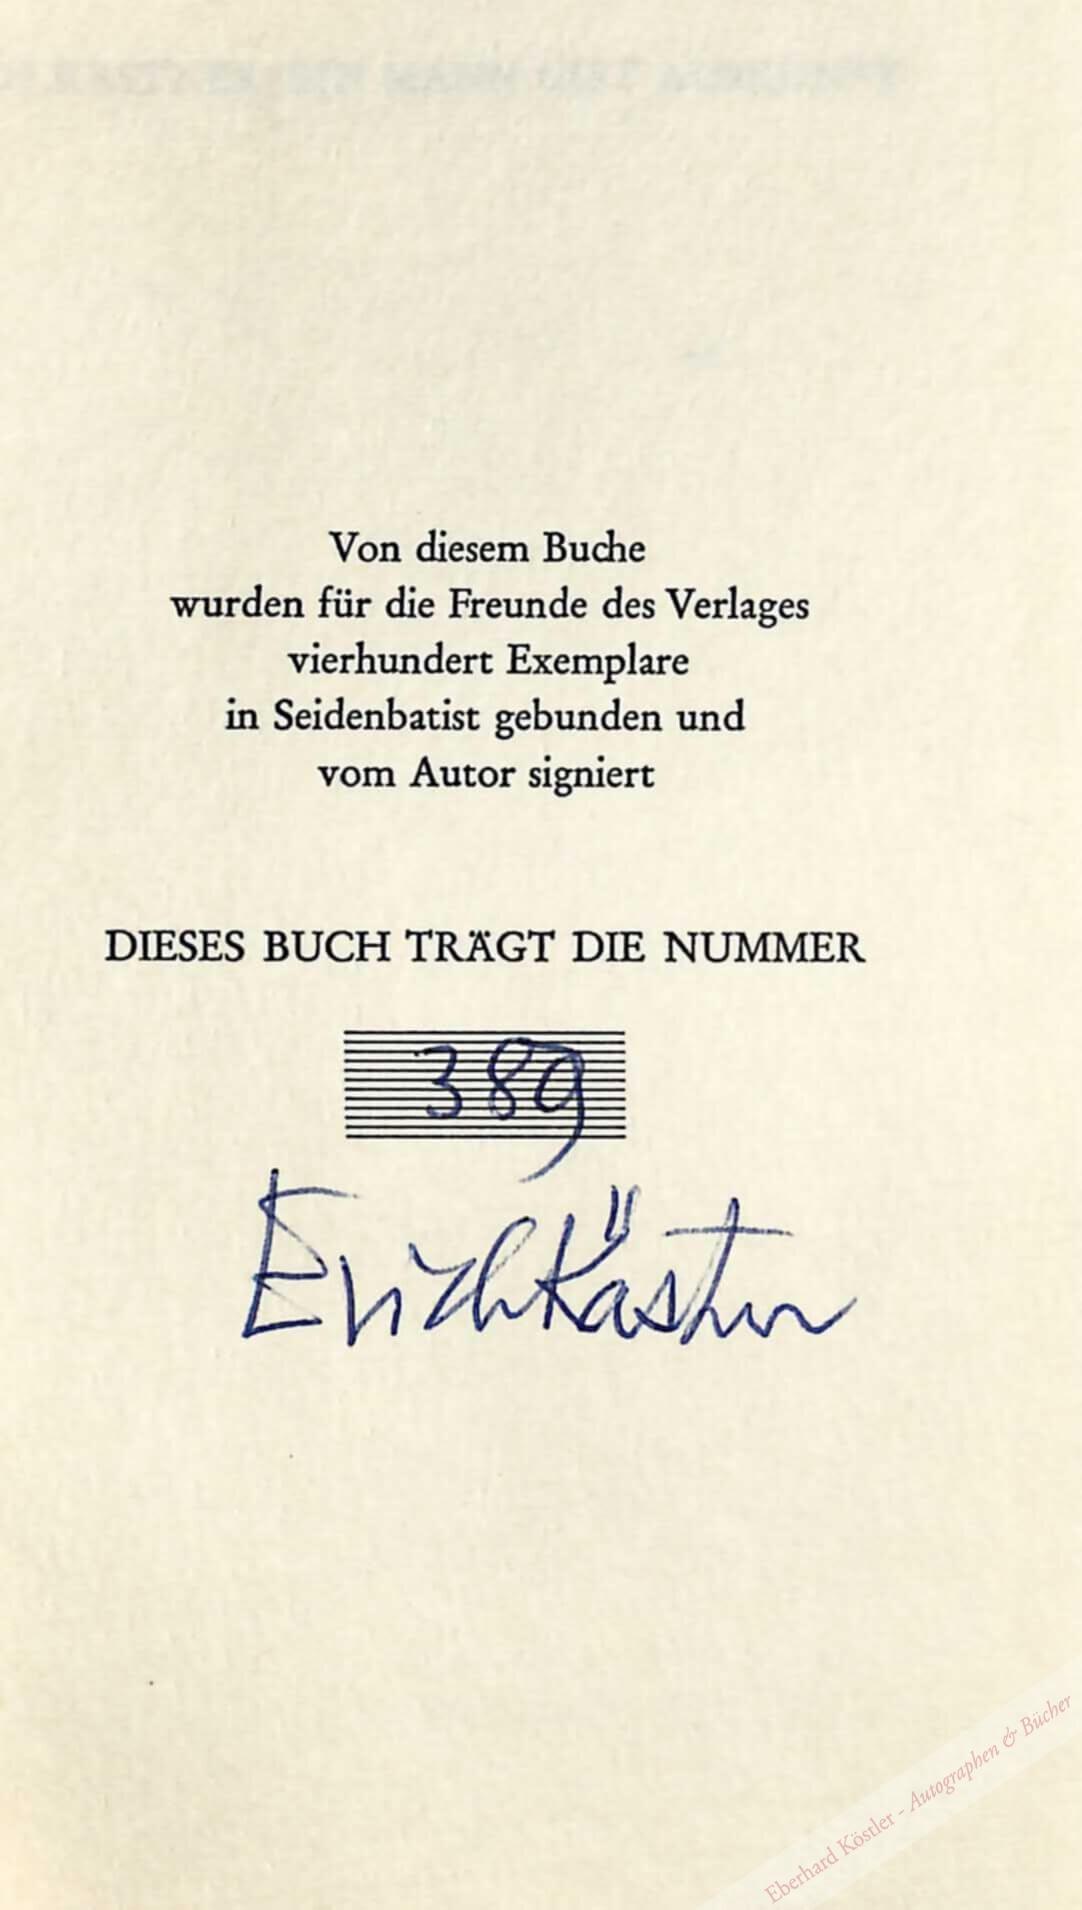 Von diesem Buche
wurden für die Freunde des Verlages
vierhundert Exemplare
in Seidenbatist gebunden und
vom Autor signiert
DIESES BUCH TRÄGT DIE NUMMER
389
Erich Kästner
Eberhard Köstler - Autographen & Bücher